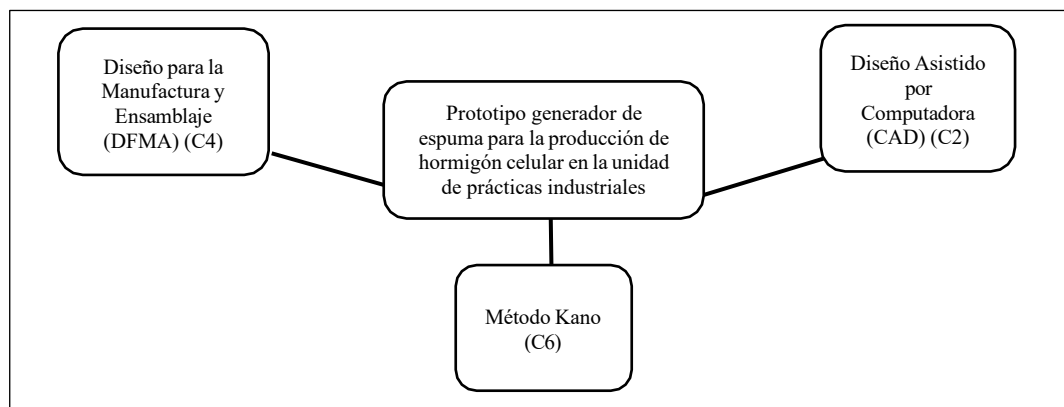 Diseño para la
Manufactura y
Ensamblaje
(DFMA) (C4)
Prototipo generador de
espuma para la producción de
hormigón celular en la unidad
de prácticas industriales
Diseño Asistido
por
Computadora
(CAD) (C2)
Método Kano
(C6)